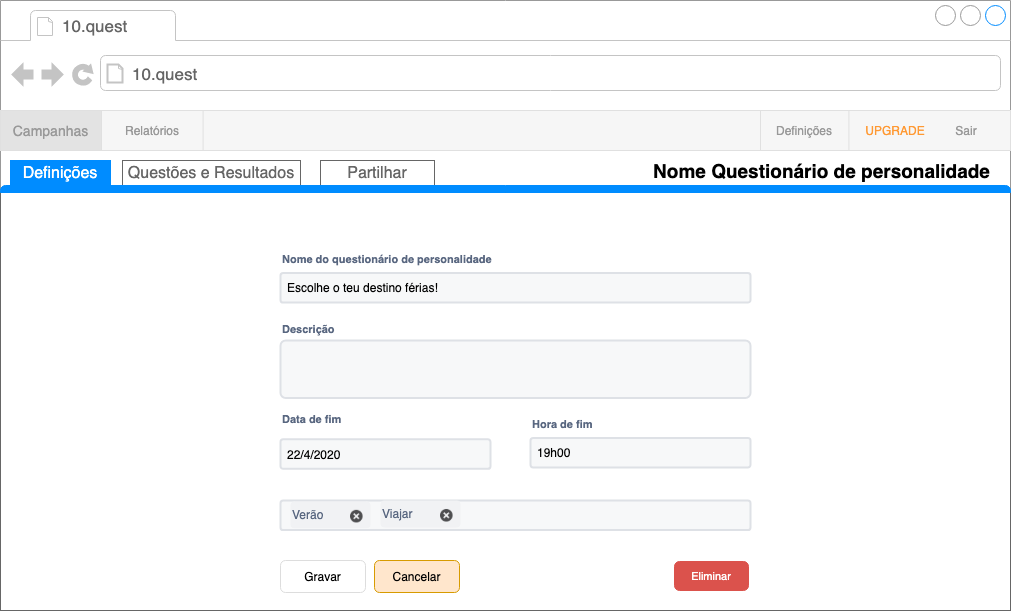 10.quest
10.quest
Campanhas Relatórios Definições UPGRADE Sair
Definições Questões e Resultados Partilhar Nome Questionário de personalidade
Nome do questionário de personalidade
Escolhe o teu destino férias!
Descrição
Data de fim Hora de fim
22/4/2020 19h00
Verão Viajar
Gravar Cancelar Eliminar